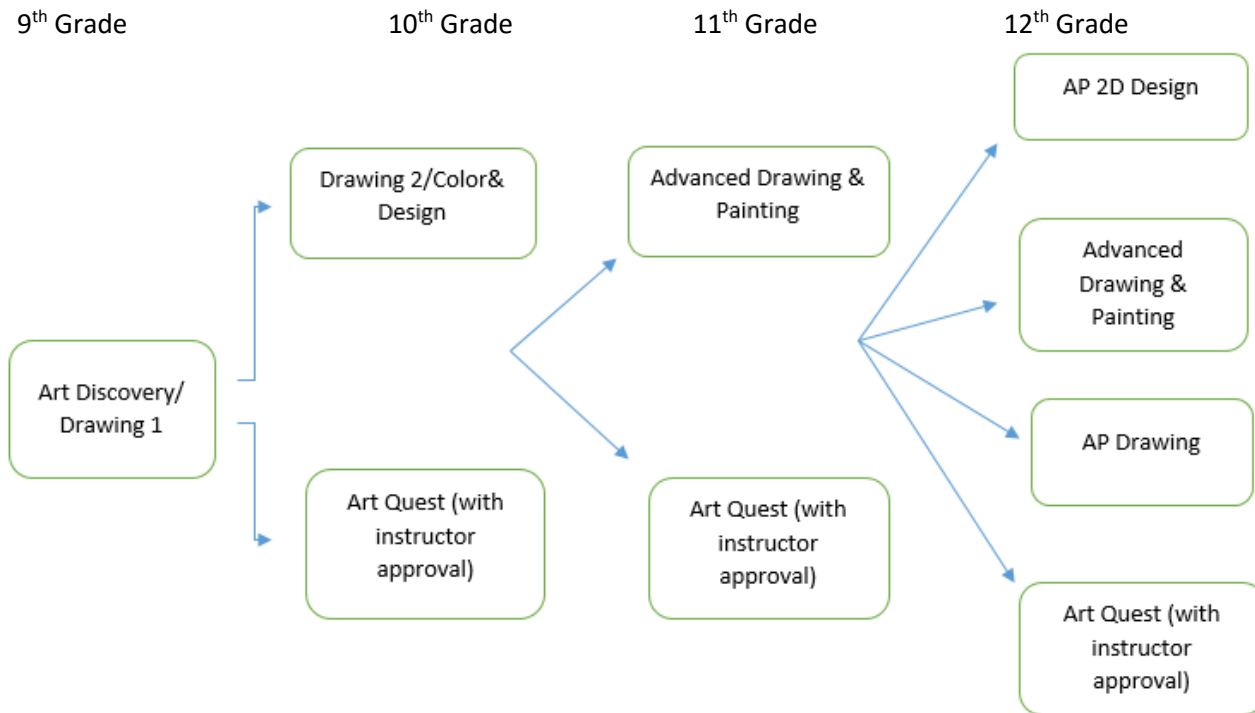 9th Grade
10th Grade
11th Grade
12th Grade
Art Discovery/
Drawing 1
Drawing 2/Color&
Design
Art Quest (with
instructor
approval)
Advanced Drawing &
Painting
Art Quest (with
instructor
approval)
AP 2D Design
Advanced
Drawing &
Painting
AP Drawing
Art Quest (with
instructor
approval)